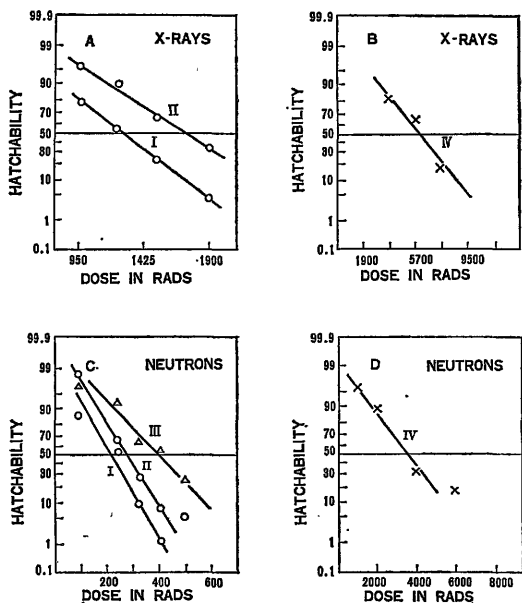 A X-RAYS
HATCHABILITY
99.9
99
90
70
50
80
10
1
0.1
II
I
950 1425 1900
DOSE IN RADS
B X-RAYS
HATCHABILITY
99.9
99
90
70
50
80
10
1
0.1
IV
1900 5700 9500
DOSE IN RADS
C NEUTRONS
HATCHABILITY
99.9
99
90
70
50
30
10
1
0.1
III
II
I
200 400 600
DOSE IN RADS
D NEUTRONS
HATCHABILITY
99.9
99
90
70
50
30
10
1
0.1
IV
2000 4000 6000 8000
DOSE IN RADS